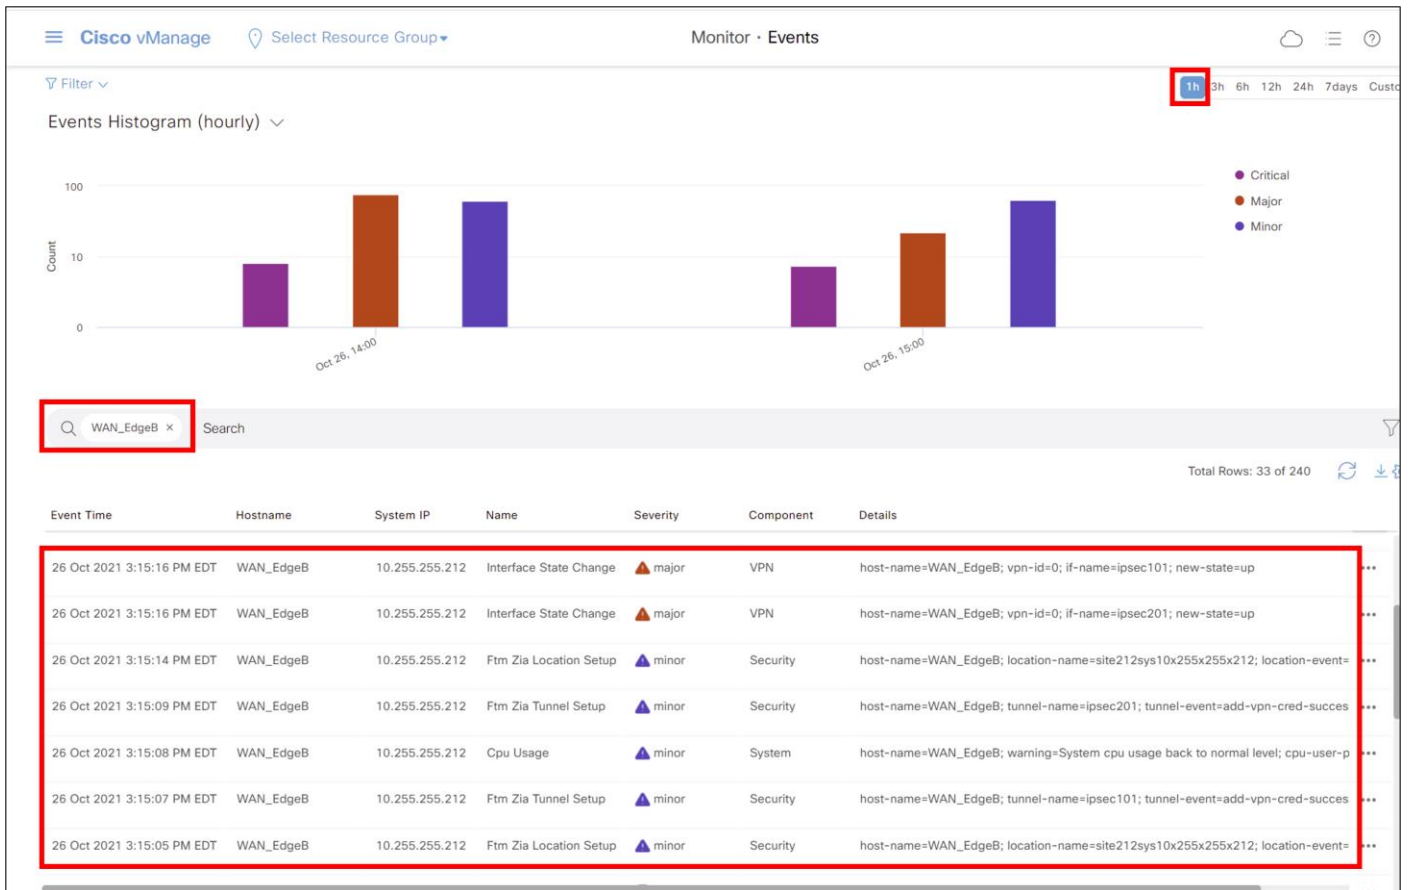 Cisco vManage Select Resource Group Monitor · Events
Filter
1h 3h 6h 12h 24h 7days Custo
Events Histogram (hourly)
Critical
Major
Minor
100
10
0
Count
Oct 26, 14:00
Oct 26, 15:00
WAN_EdgeB × Search
Total Rows: 33 of 240
Event Time Hostname System IP Name Severity Component Details
26 Oct 2021 3:15:16 PM EDT WAN_EdgeB 10.255.255.212 Interface State Change major VPN host-name=WAN_EdgeB; vpn-id=0; if-name=ipsec101; new-state=up
26 Oct 2021 3:15:16 PM EDT WAN_EdgeB 10.255.255.212 Interface State Change major VPN host-name=WAN_EdgeB; vpn-id=0; if-name=ipsec201; new-state=up
26 Oct 2021 3:15:14 PM EDT WAN_EdgeB 10.255.255.212 Ftm Zia Location Setup minor Security host-name=WAN_EdgeB; location-name=site212sys10x255x255x212; location-event=
26 Oct 2021 3:15:09 PM EDT WAN_EdgeB 10.255.255.212 Ftm Zia Tunnel Setup minor Security host-name=WAN_EdgeB; tunnel-name=ipsec201; tunnel-event=add-vpn-cred-succes
26 Oct 2021 3:15:08 PM EDT WAN_EdgeB 10.255.255.212 Cpu Usage minor System host-name=WAN_EdgeB; warning=System cpu usage back to normal level; cpu-user-p
26 Oct 2021 3:15:07 PM EDT WAN_EdgeB 10.255.255.212 Ftm Zia Tunnel Setup minor Security host-name=WAN_EdgeB; tunnel-name=ipsec101; tunnel-event=add-vpn-cred-succes
26 Oct 2021 3:15:05 PM EDT WAN_EdgeB 10.255.255.212 Ftm Zia Location Setup minor Security host-name=WAN_EdgeB; location-name=site212sys10x255x255x212; location-event=